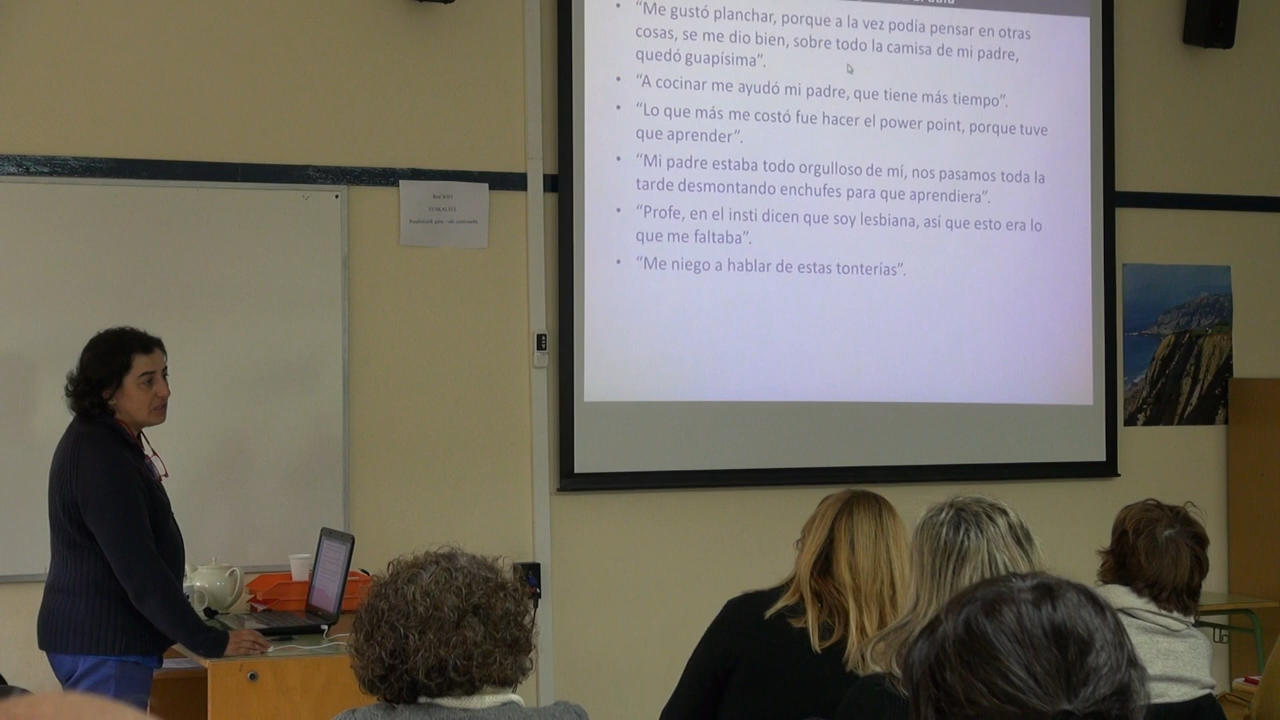 • “Me gustó planchar, porque a la vez podía pensar en otras
cosas, se me dio bien, sobre todo la camisa de mi padre,
quedó guapísima”.
• “A cocinar me ayudó mi padre, que tiene más tiempo”.
• “Lo que más me costó fue hacer el power point, porque tuve
que aprender”.
• “Mi padre estaba todo orgulloso de mí, nos pasamos toda la
tarde desmontando enchufes para que aprendiera”.
• “Profe, en el insti dicen que soy lesbiana, así que esto era lo
que me faltaba”.
• “Me niego a hablar de estas tonterías”.